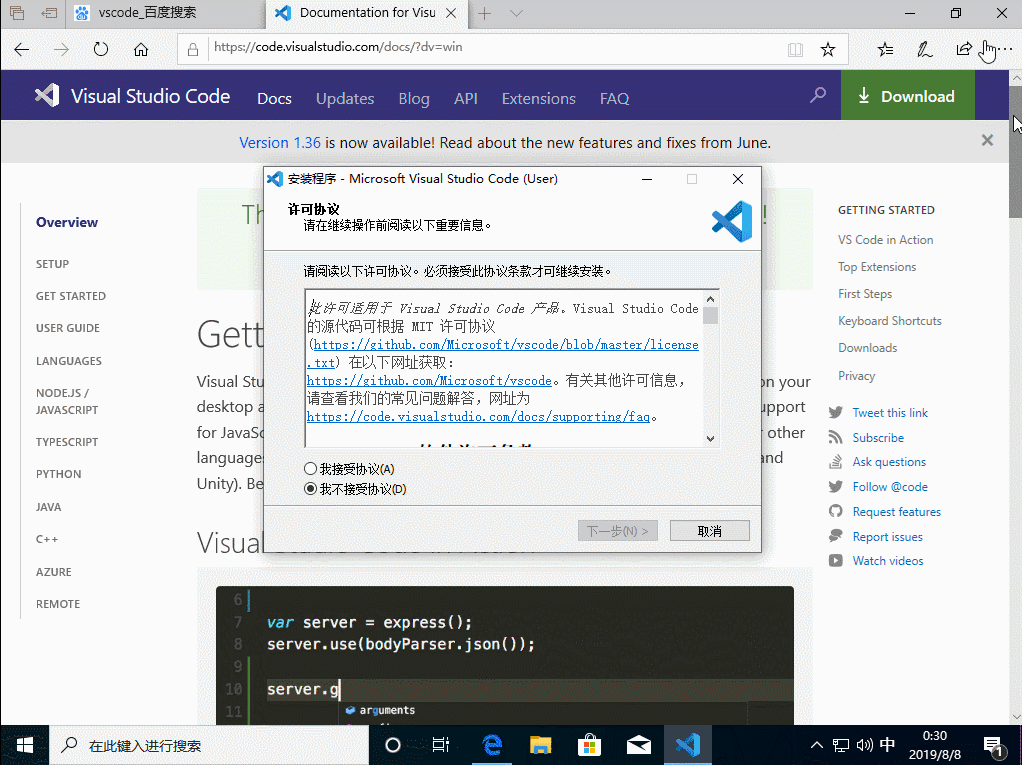 vscode_百度搜索
Documentation for Visu
https://code.visualstudio.com/docs/?dv=win
Visual Studio Code
Docs
Updates
Blog
API
Extensions
FAQ
Download
Version 1.36 is now available! Read about the new features and fixes from June.
安装程序 - Microsoft Visual Studio Code (User)
许可协议
请在继续操作前阅读以下重要信息。
请阅读以下许可协议。必须接受此协议条款才可继续安装。
此许可适用于 Visual Studio Code 产品。Visual Studio Code
的源代码可根据 MIT 许可协议
(https://github.com/Microsoft/vscode/blob/master/license
.txt) 在以下网址获取:
https://github.com/Microsoft/vscode。有关其他许可信息，
请查看我们的常见问题解答，网址为
https://code.visualstudio.com/docs/supporting/faq。
我接受协议(A)
我不接受协议(D)
下一步(N) >
取消
Overview
SETUP
GET STARTED
USER GUIDE
LANGUAGES
NODEJS /
JAVASCRIPT
TYPESCRIPT
PYTHON
JAVA
C++
AZURE
REMOTE
Th
!
Gett
Visual Stu
on your
desktop a
upport
for JavaSc
r other
languages
and
Unity). Be
Visual
GETTING STARTED
VS Code in Action
Top Extensions
First Steps
Keyboard Shortcuts
Downloads
Privacy
Tweet this link
Subscribe
Ask questions
Follow @code
Request features
Report issues
Watch videos
6
7 var server = express();
8 server.use(bodyParser.json());
9
10 server.g
11
arguments
在此键入进行搜索
中
0:30
2019/8/8
1